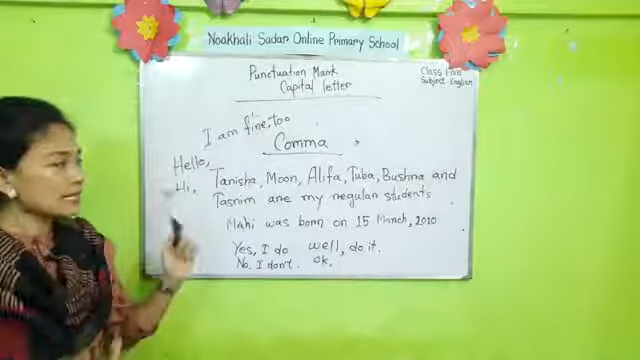 Noakhali Sadar Online Primary School
Punctuation Mark
Capital letter
Class Five
Subject English
I am fine, too
Comma ,
Hello,
Hi,
Tanisha, Moon, Alifa, Tuba, Bushra and
Tasnim are my regular students
Mahi was born on 15 March, 2010
Yes, I do well, do it.
No. I don't. Ok.